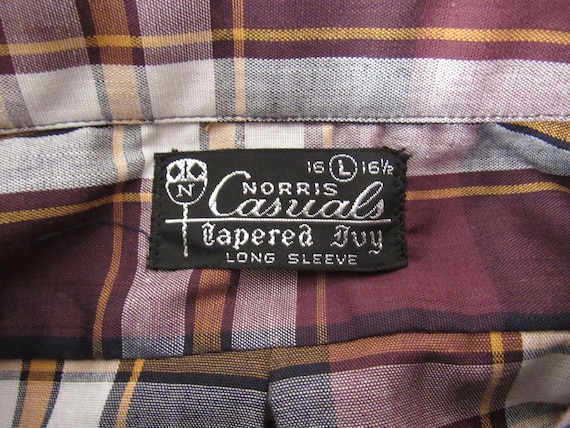 16 L 16½
N
NORRIS
Casuals
Tapered Ivy
LONG SLEEVE